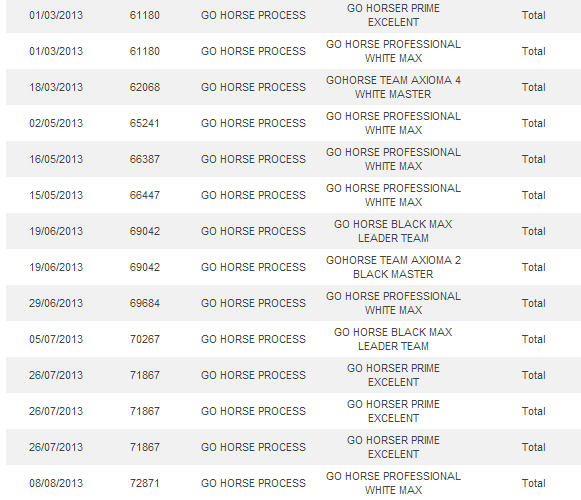 01/03/2013 61180 GO HORSE PROCESS GO HORSER PRIME EXCELENT Total
01/03/2013 61180 GO HORSE PROCESS GO HORSE PROFESSIONAL WHITE MAX Total
18/03/2013 62068 GO HORSE PROCESS GOHORSE TEAM AXIOMA 4 WHITE MASTER Total
02/05/2013 65241 GO HORSE PROCESS GO HORSE PROFESSIONAL WHITE MAX Total
16/05/2013 66387 GO HORSE PROCESS GO HORSE PROFESSIONAL WHITE MAX Total
15/05/2013 66447 GO HORSE PROCESS GO HORSE PROFESSIONAL WHITE MAX Total
19/06/2013 69042 GO HORSE PROCESS GO HORSE BLACK MAX LEADER TEAM Total
19/06/2013 69042 GO HORSE PROCESS GOHORSE TEAM AXIOMA 2 BLACK MASTER Total
29/06/2013 69684 GO HORSE PROCESS GO HORSE PROFESSIONAL WHITE MAX Total
05/07/2013 70267 GO HORSE PROCESS GO HORSE BLACK MAX LEADER TEAM Total
26/07/2013 71867 GO HORSE PROCESS GO HORSER PRIME EXCELENT Total
26/07/2013 71867 GO HORSE PROCESS GO HORSER PRIME EXCELENT Total
26/07/2013 71867 GO HORSE PROCESS GO HORSER PRIME EXCELENT Total
08/08/2013 72871 GO HORSE PROCESS GO HORSE PROFESSIONAL WHITE MAX Total